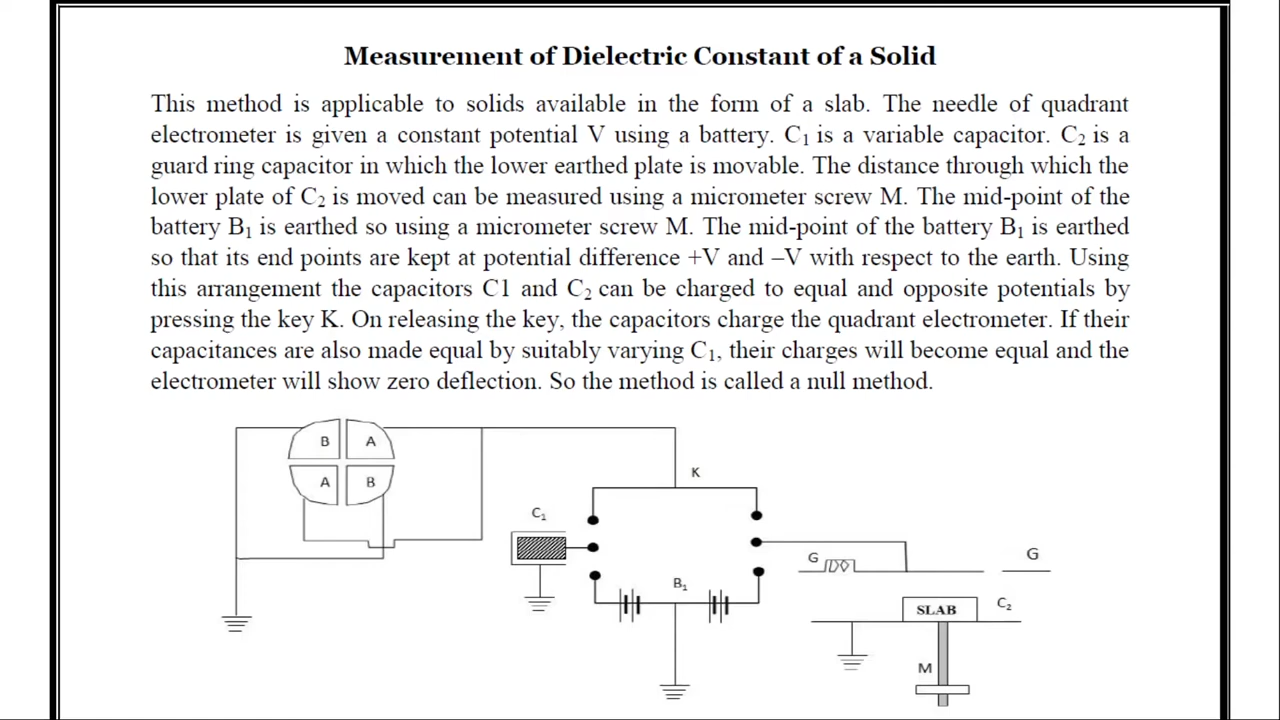 Measurement of Dielectric Constant of a Solid
This method is applicable to solids available in the form of a slab. The needle of quadrant
electrometer is given a constant potential V using a battery. C₁ is a variable capacitor. C₂ is a
guard ring capacitor in which the lower earthed plate is movable. The distance through which the
lower plate of C₂ is moved can be measured using a micrometer screw M. The mid-point of the
battery B₁ is earthed so using a micrometer screw M. The mid-point of the battery B₁ is earthed
so that its end points are kept at potential difference +V and –V with respect to the earth. Using
this arrangement the capacitors C1 and C₂ can be charged to equal and opposite potentials by
pressing the key K. On releasing the key, the capacitors charge the quadrant electrometer. If their
capacitances are also made equal by suitably varying C₁, their charges will become equal and the
electrometer will show zero deflection. So the method is called a null method.
B A
A B
K
C₁
B₁
G
G
SLAB
C₂
M